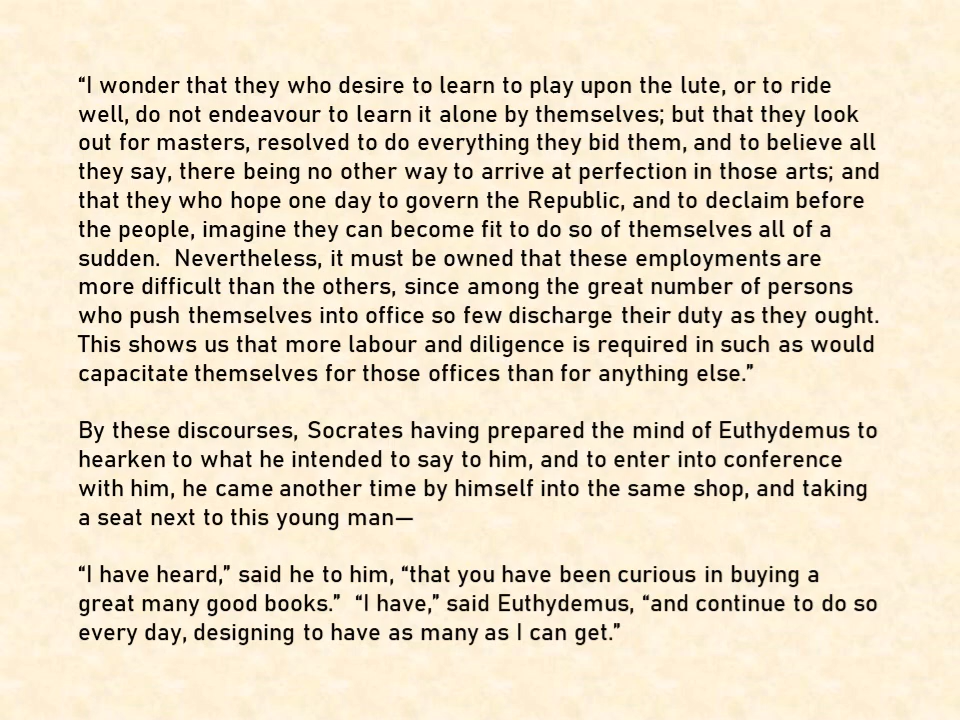 “I wonder that they who desire to learn to play upon the lute, or to ride
well, do not endeavour to learn it alone by themselves; but that they look
out for masters, resolved to do everything they bid them, and to believe all
they say, there being no other way to arrive at perfection in those arts; and
that they who hope one day to govern the Republic, and to declaim before
the people, imagine they can become fit to do so of themselves all of a
sudden.  Nevertheless, it must be owned that these employments are
more difficult than the others, since among the great number of persons
who push themselves into office so few discharge their duty as they ought.
This shows us that more labour and diligence is required in such as would
capacitate themselves for those offices than for anything else.”

By these discourses, Socrates having prepared the mind of Euthydemus to
hearken to what he intended to say to him, and to enter into conference
with him, he came another time by himself into the same shop, and taking
a seat next to this young man—

“I have heard,” said he to him, “that you have been curious in buying a
great many good books.”  “I have,” said Euthydemus, “and continue to do so
every day, designing to have as many as I can get.”